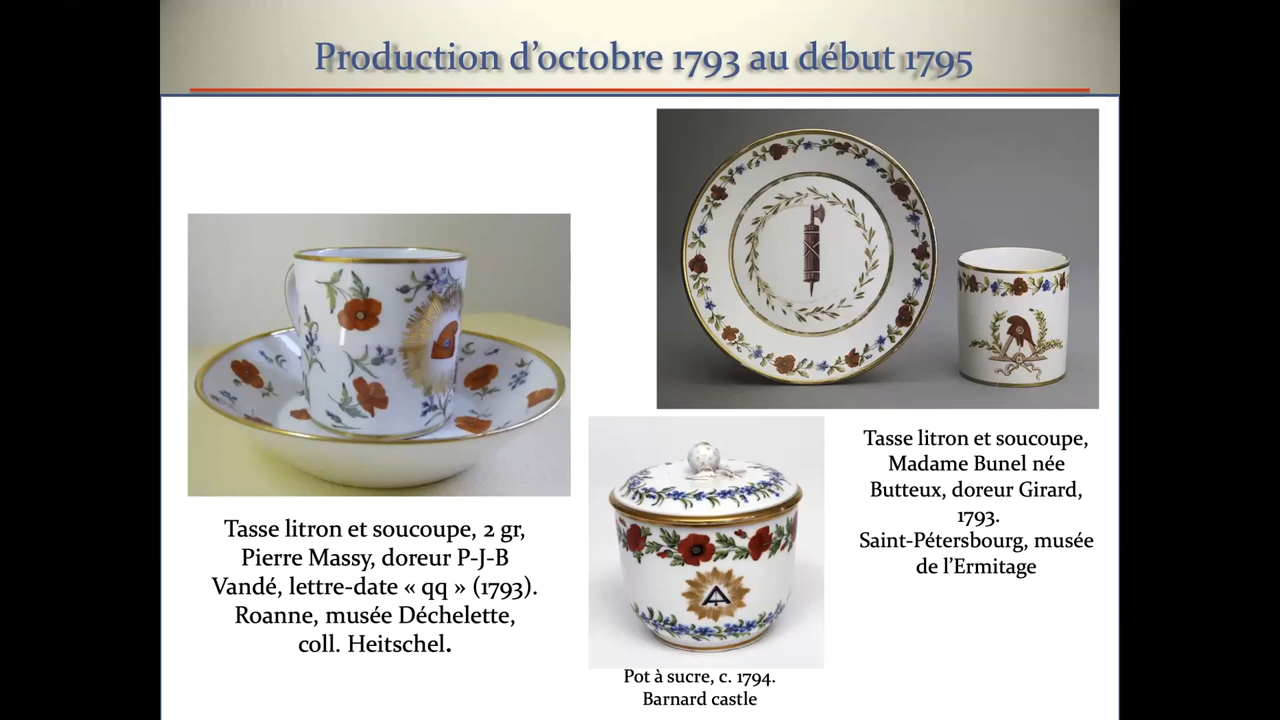 Production d’octobre 1793 au début 1795
Tasse litron et soucoupe, 2 gr,
Pierre Massy, doreur P-J-B
Vandé, lettre-date « qq » (1793).
Roanne, musée Déchelette,
coll. Heitschel.
Pot à sucre, c. 1794.
Barnard castle
Tasse litron et soucoupe,
Madame Bunel née
Butteux, doreur Girard,
1793.
Saint-Pétersbourg, musée
de l’Ermitage